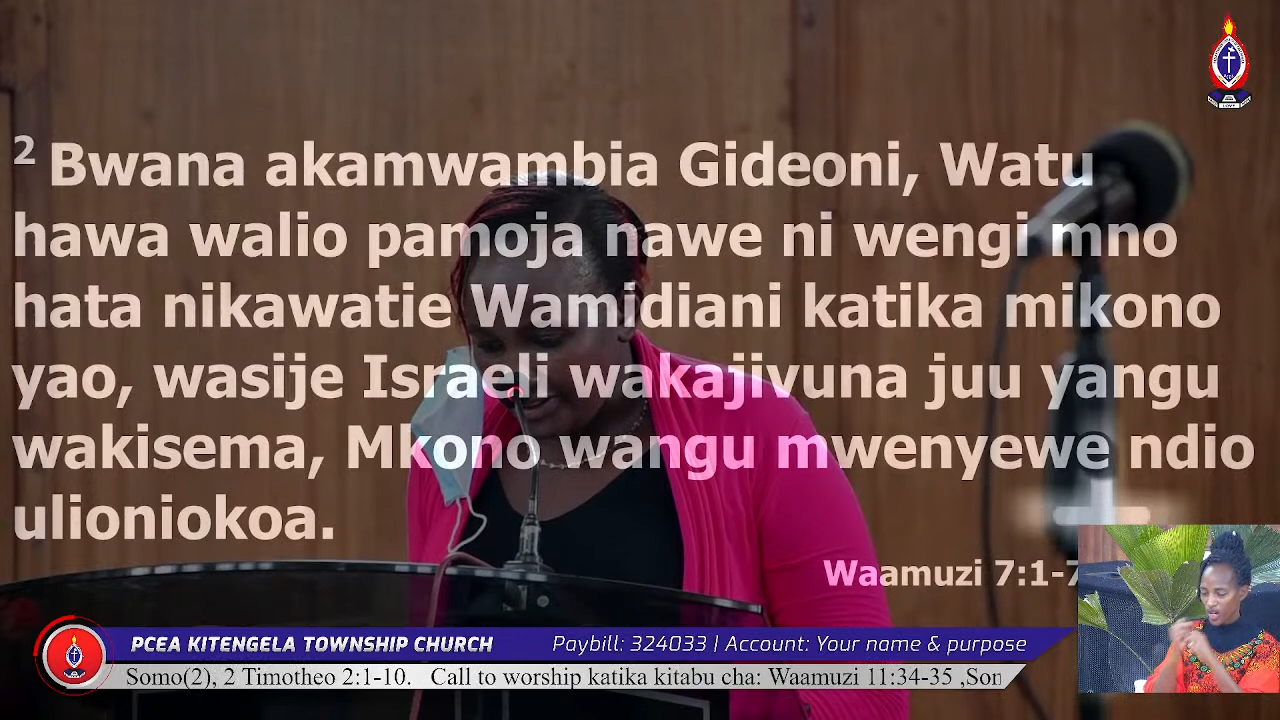 2 Bwana akamwambia Gideoni, Watu
hawa walio pamoja nawe ni wengi mno
hata nikawatie Wamidiani katika mikono
yao, wasije Israeli wakajivuna juu yangu
wakisema, Mkono wangu mwenyewe ndio
ulioniokoa.
Waamuzi 7:1-7
PCEA KITENGELA TOWNSHIP CHURCH
Paybill: 324033 | Account: Your name & purpose
Somo(2), 2 Timotheo 2:1-10. Call to worship katika kitabu cha: Waamuzi 11:34-35 ,Som